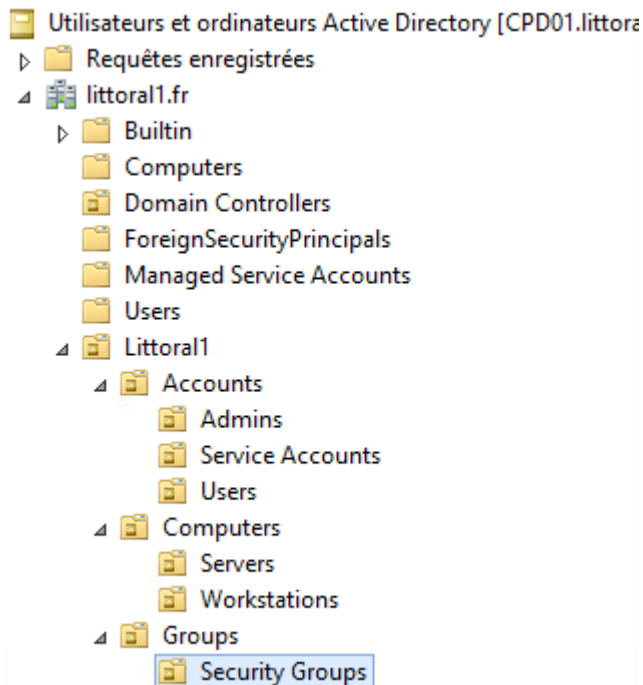 Utilisateurs et ordinateurs Active Directory [CPD01.littora
Requêtes enregistrées
littoral1.fr
Builtin
Computers
Domain Controllers
ForeignSecurityPrincipals
Managed Service Accounts
Users
Littoral1
Accounts
Admins
Service Accounts
Users
Computers
Servers
Workstations
Groups
Security Groups